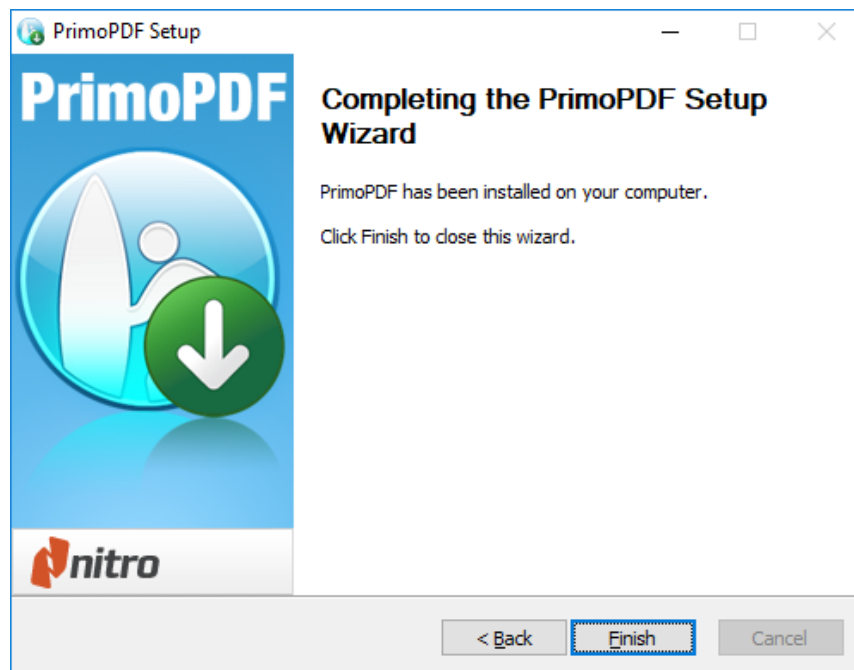 PrimoPDF Setup
PrimoPDF
Completing the PrimoPDF Setup
Wizard
PrimoPDF has been installed on your computer.
Click Finish to close this wizard.
nitro
< Back
Finish
Cancel